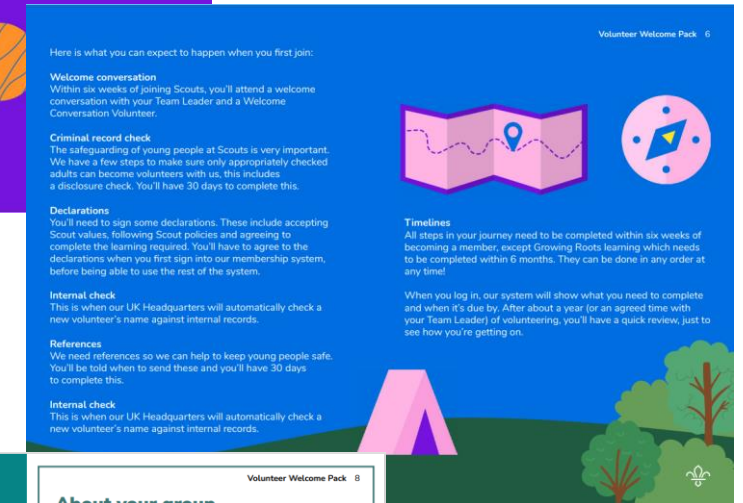 Volunteer Welcome Pack 6
Here is what you can expect to happen when you first join:
Welcome conversation
Within six weeks of joining Scouts, you'll attend a welcome
conversation with your Team Leader and a Welcome
Conversation Volunteer.
Criminal record check
The safeguarding of young people at Scouts is very important.
We have a few steps to make sure only appropriately checked
adults can become volunteers with us, this includes
a disclosure check. You'll have 30 days to complete this.
Declarations
You'll need to sign some declarations. These include accepting
Scout values, following Scout policies and agreeing to
complete the learning required. You'll have to agree to the
declarations when you first sign into our membership system,
before being able to use the rest of the system.
Internal check
This is when our UK Headquarters will automatically check a
new volunteer's name against internal records.
References
We need references so we can help to keep young people safe.
You'll be told when to send these and you'll have 30 days
to complete this.
Internal check
This is when our UK Headquarters will automatically check a
new volunteer's name against internal records.
Timelines
All steps in your journey need to be completed within six weeks of
becoming a member, except Growing Roots learning which needs
to be completed within 6 months. They can be done in any order at
any time!
When you log in, our system will show what you need to complete
and when it's due by. After about a year (or an agreed time with
your Team Leader) of volunteering, you'll have a quick review, just to
see how you're getting on.
Volunteer Welcome Pack 8
About your group